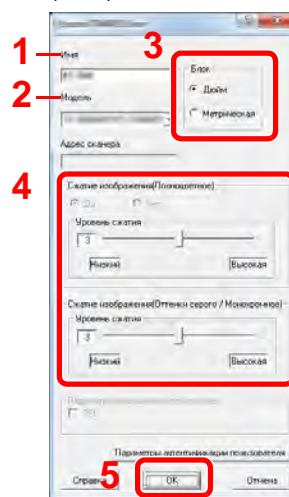 1
Имя
3
Блок
Дюйм
Метрическая
2
Модель
Адрес сканера
4
Сжатие изображения(Полноцветное)
Уровень сжатия
3
Низкий Высокая
Сжатие изображения(Оттенки серого / Монохромное)
Уровень сжатия
3
Низкий Высокая
Параметры аутентификации пользователя
5
Справка OK Отмена